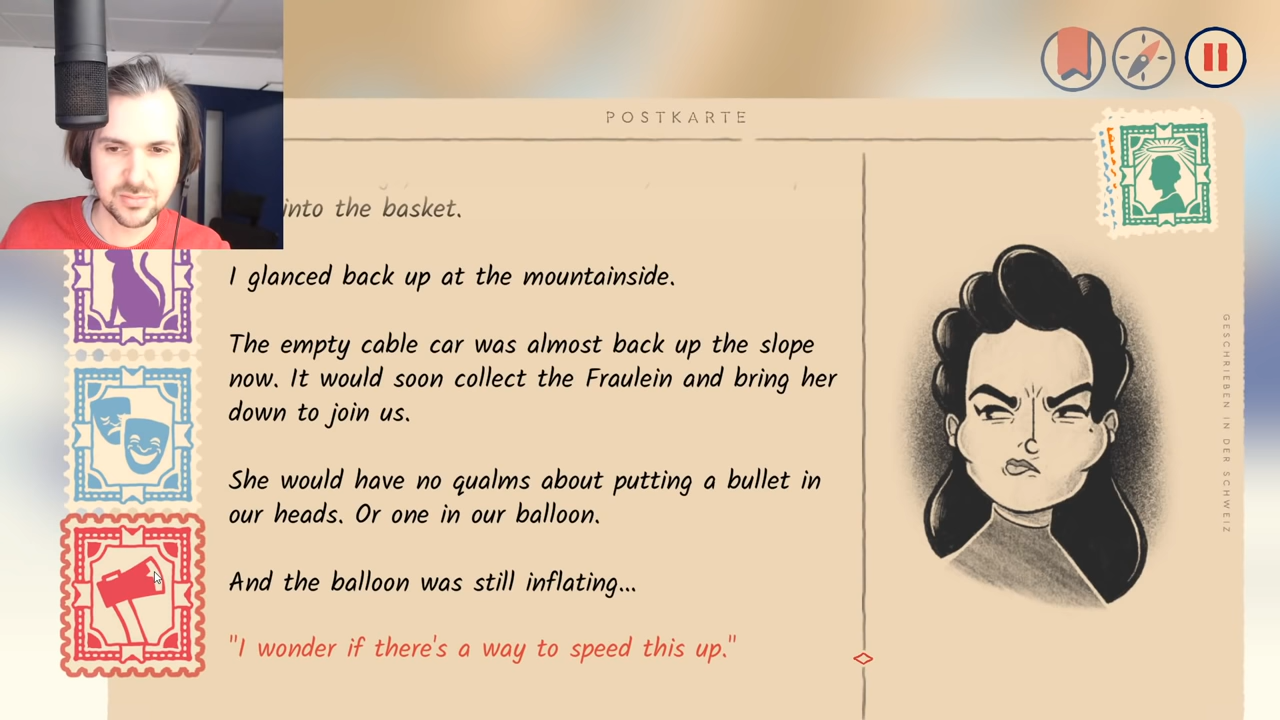 POSTKARTE
into the basket.
I glanced back up at the mountainside.
The empty cable car was almost back up the slope
now. It would soon collect the Fraulein and bring her
down to join us.
She would have no qualms about putting a bullet in
our heads. Or one in our balloon.
And the balloon was still inflating...
"I wonder if there's a way to speed this up."
GESCHRIEBEN IN DER SCHWEIZ